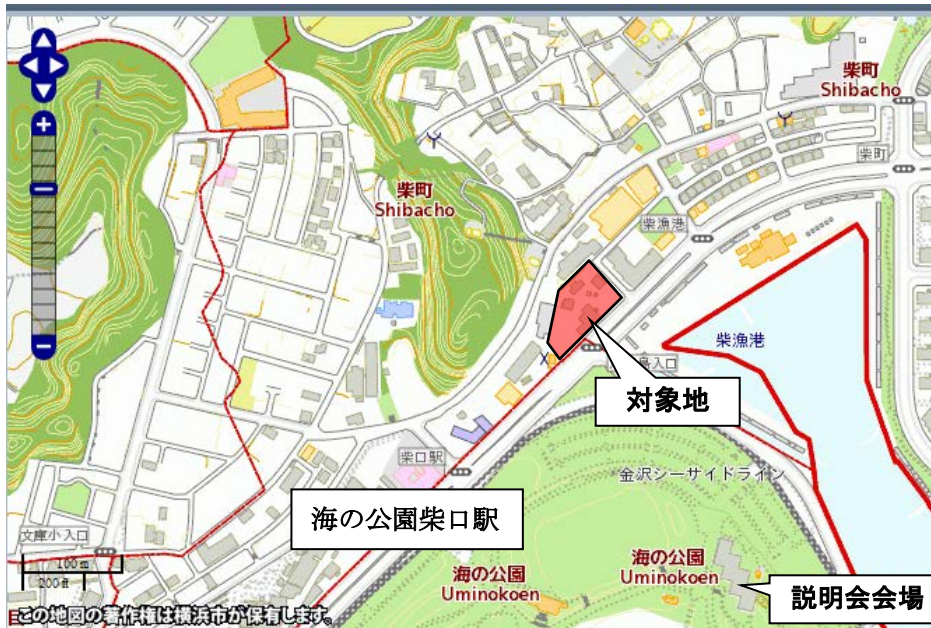 柴町
Shibacho
柴町
柴町
Shibacho
柴漁港
柴漁港
入口
対象地
金沢シーサイドライン
柴口駅
海の公園柴口駅
文庫小入口
100 m
200 ft
海の公園
Uminokoen
海の公園
Uminokoen
説明会会場
この地図の著作権は横浜市が保有します。